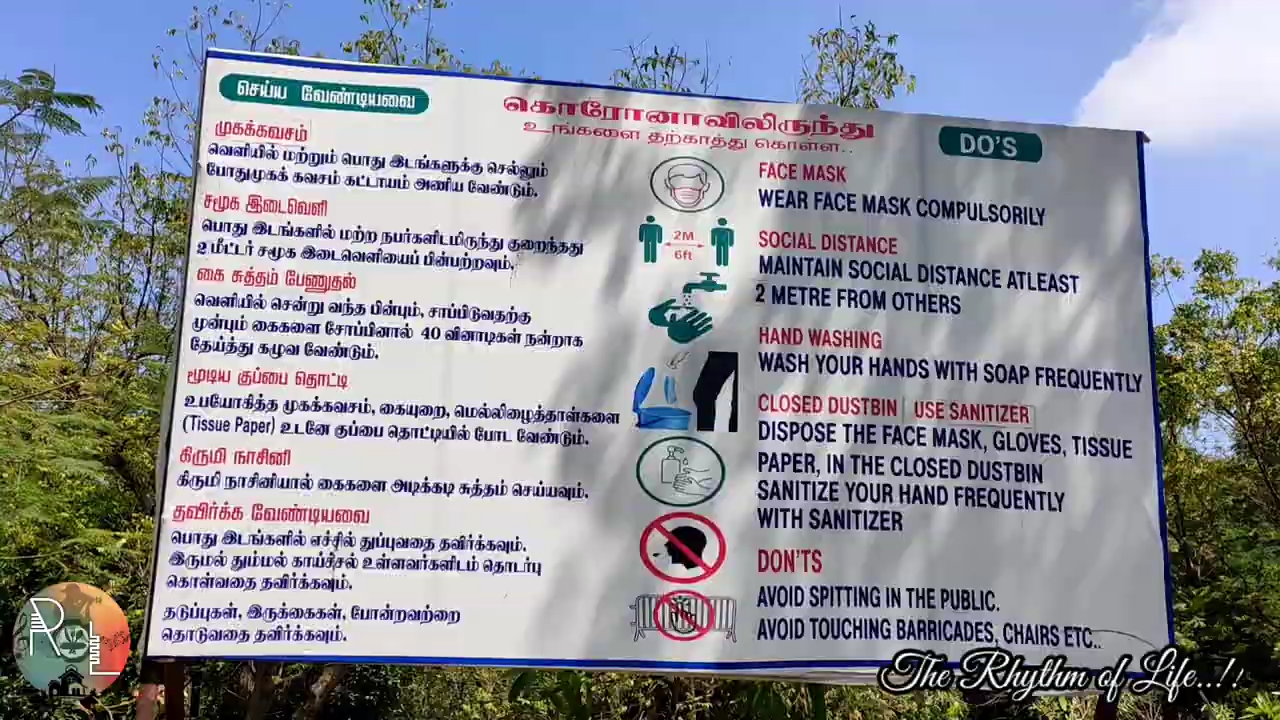 செய்ய வேண்டியவை
கொரோனாவிலிருந்து
உங்களை தற்காத்து கொள்ள..
முகக்கவசம்
வெளியில் மற்றும் பொது இடங்களுக்கு செல்லும்
போதுமுகக் கவசம் கட்டாயம் அணிய வேண்டும்.
சமூக இடைவெளி
பொது இடங்களில் மற்ற நபர்களிடமிருந்து குறைந்தது
உமீட்டர் சமூக இடைவெளியைப் பின்பற்றவும்.
கை சுத்தம் பேணுதல்
வெளியில் சென்று வந்த பின்பும், சாப்பிடுவதற்கு
முன்பும் கைகளை சோப்பினால் 40 வினாடிகள் நன்றாக
தேய்த்து கழுவ வேண்டும்.
மூடிய குப்பை தொட்டி
உபயோகித்த முகக்கவசம், கையுறை, மெல்லிழைத்தாள்களை
(Tissue Paper) உடனே குப்பை தொட்டியில் போட வேண்டும்.
கிருமி நாசினி
கிருமி நாசினியால் கைகளை அடிக்கடி சுத்தம் செய்யவும்.
தவிர்க்க வேண்டியவை
பொது இடங்களில் எச்சில் துப்புவதை தவிர்க்கவும்.
இருமல் தும்மல் காய்ச்சல் உள்ளவர்களிடம் தொடர்பு
கொள்வதை தவிர்க்கவும்.
தடுப்புகள், இருக்கைகள், போன்றவற்றை
தொடுவதை தவிர்க்கவும்.
2M
6ft
DO'S
FACE MASK
WEAR FACE MASK COMPULSORILY
SOCIAL DISTANCE
MAINTAIN SOCIAL DISTANCE ATLEAST
2 METRE FROM OTHERS
HAND WASHING
WASH YOUR HANDS WITH SOAP FREQUENTLY
CLOSED DUSTBIN USE SANITIZER
DISPOSE THE FACE MASK, GLOVES, TISSUE
PAPER, IN THE CLOSED DUSTBIN
SANITIZE YOUR HAND FREQUENTLY
WITH SANITIZER
DON'TS
AVOID SPITTING IN THE PUBLIC.
AVOID TOUCHING BARRICADES, CHAIRS ETC..
ROL
The Rhythm of Life..!!